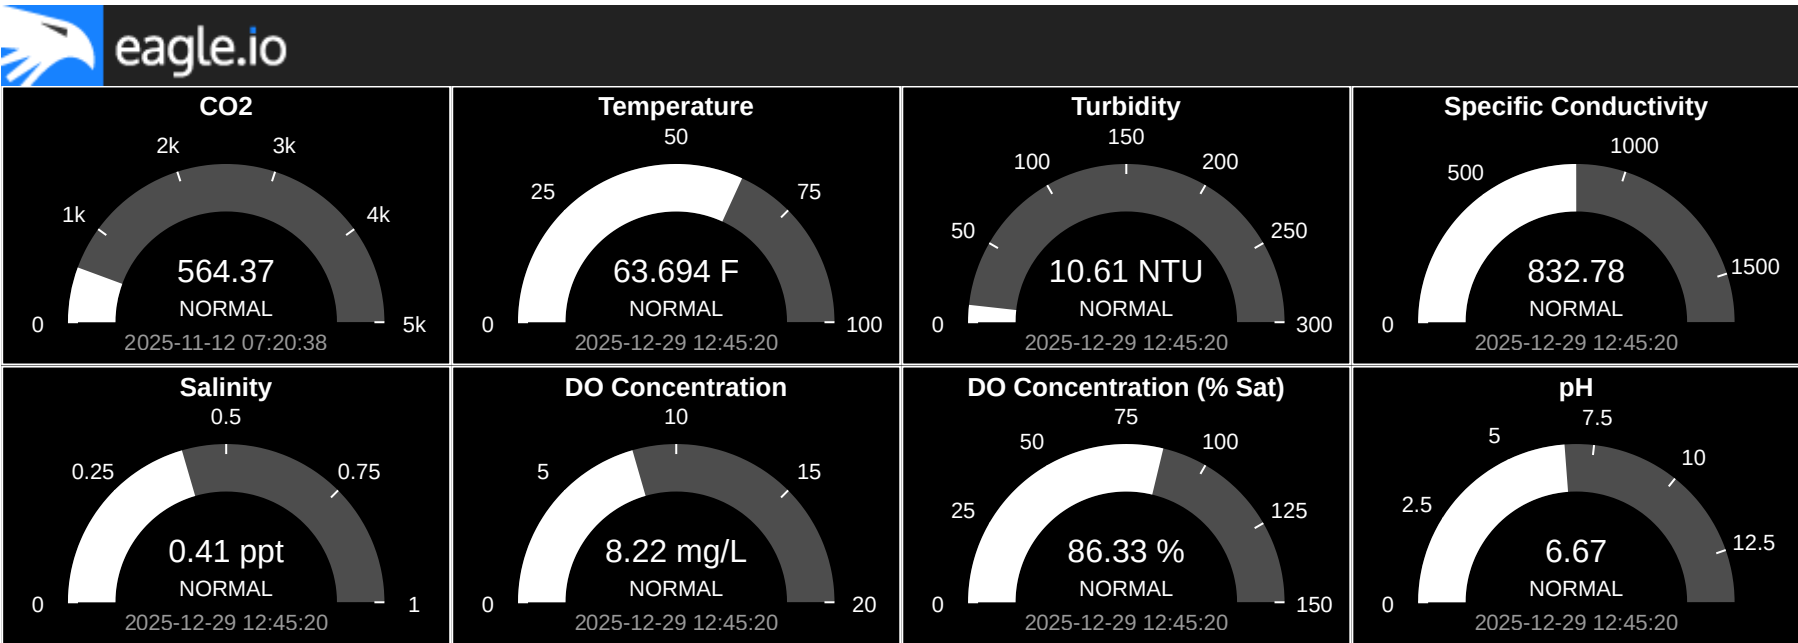 eagle.io
CO2
0
1k
2k
3k
4k
5k
564.37
NORMAL
2025-11-12 07:20:38
Temperature
0
25
50
75
100
63.694 F
NORMAL
2025-12-29 12:45:20
Turbidity
0
50
100
150
200
250
300
10.61 NTU
NORMAL
2025-12-29 12:45:20
Specific Conductivity
0
500
1000
1500
832.78
NORMAL
2025-12-29 12:45:20
Salinity
0
0.25
0.5
0.75
1
0.41 ppt
NORMAL
2025-12-29 12:45:20
DO Concentration
0
5
10
15
20
8.22 mg/L
NORMAL
2025-12-29 12:45:20
DO Concentration (% Sat)
0
25
50
75
100
125
150
86.33 %
NORMAL
2025-12-29 12:45:20
pH
0
2.5
5
7.5
10
12.5
6.67
NORMAL
2025-12-29 12:45:20